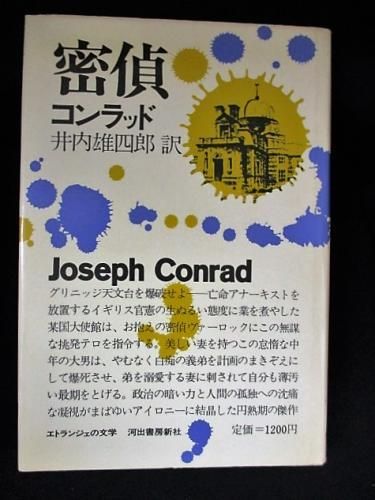 密偵
コンラッド
井内雄四郎 訳
Joseph Conrad
グリニッジ天文台を爆破せよ——亡命アナーキストを
放置するイギリス官憲の生ぬるい態度に業を煮やした
某国大使館は、お抱えの密偵ヴァーロックにこの無謀
な挑発テロを指令する。美しい妻を持つこの怠惰な中
年の大男は、やむなく白痴の義弟を計画のまきぞえに
して爆死させ、弟を溺愛する妻に刺されて自分も薄汚
い最期をとげる。政治の暗い力と人間の孤独への沈痛
な凝視がまばゆいアイロニーに結晶した円熟期の傑作
エトランジェの文学 河出書房新社 定価=1200円